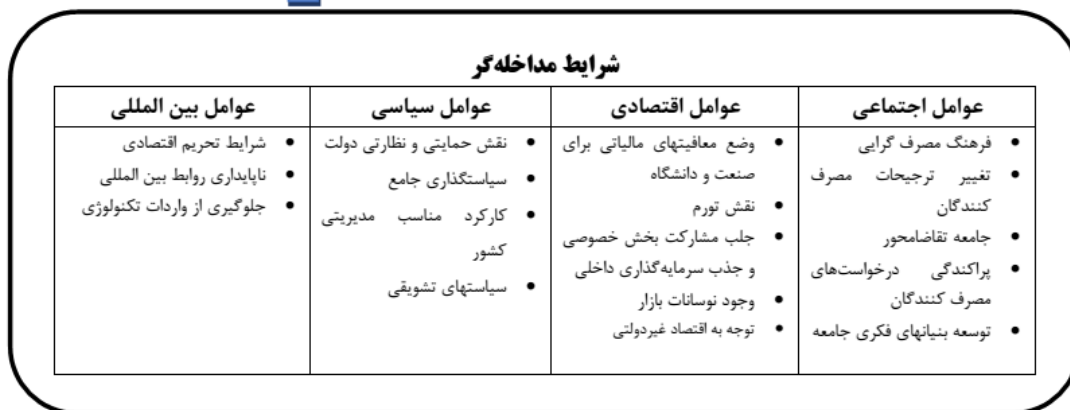 شرایط مداخله‌گر
عوامل اجتماعی
• فرهنگ مصرف گرایی
• تغییر ترجیحات مصرف
کنندگان
• جامعه تقاضامحور
• پراکندگی درخواست‌های
مصرف کنندگان
• توسعه بنیانهای فکری جامعه
عوامل اقتصادی
• وضع معافیتهای مالیاتی برای
صنعت و دانشگاه
• نقش تورم
• جلب مشارکت بخش خصوصی
و جذب سرمایه‌گذاری داخلی
• وجود نوسانات بازار
• توجه به اقتصاد غیردولتی
عوامل سیاسی
• نقش حمایتی و نظارتی دولت
• سیاستگذاری جامع
• کارکرد مناسب مدیریتی
کشور
• سیاستهای تشویقی
عوامل بین المللی
• شرایط تحریم اقتصادی
• ناپایداری روابط بین المللی
• جلوگیری از واردات تکنولوژی